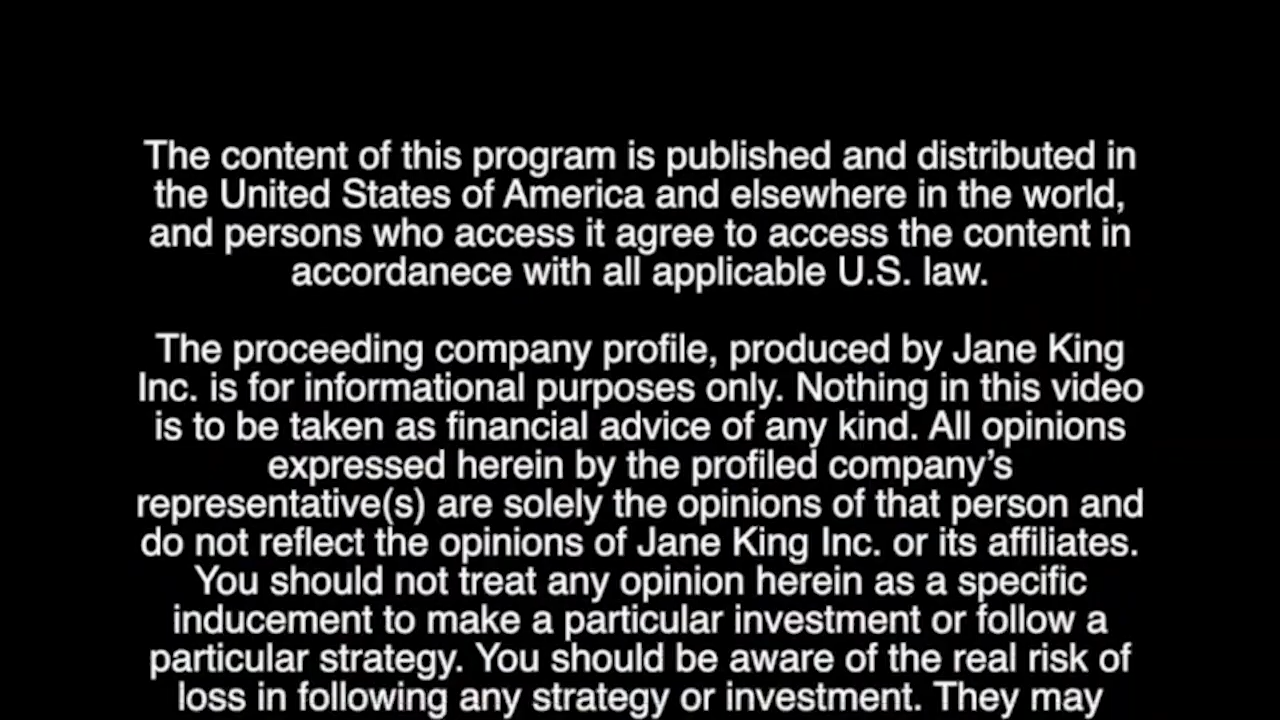 The content of this program is published and distributed in
the United States of America and elsewhere in the world,
and persons who access it agree to access the content in
accordanece with all applicable U.S. law.
The proceeding company profile, produced by Jane King
Inc. is for informational purposes only. Nothing in this video
is to be taken as financial advice of any kind. All opinions
expressed herein by the profiled company’s
representative(s) are solely the opinions of that person and
do not reflect the opinions of Jane King Inc. or its affiliates.
You should not treat any opinion herein as a specific
inducement to make a particular investment or follow a
particular strategy. You should be aware of the real risk of
loss in following any strategy or investment. They may